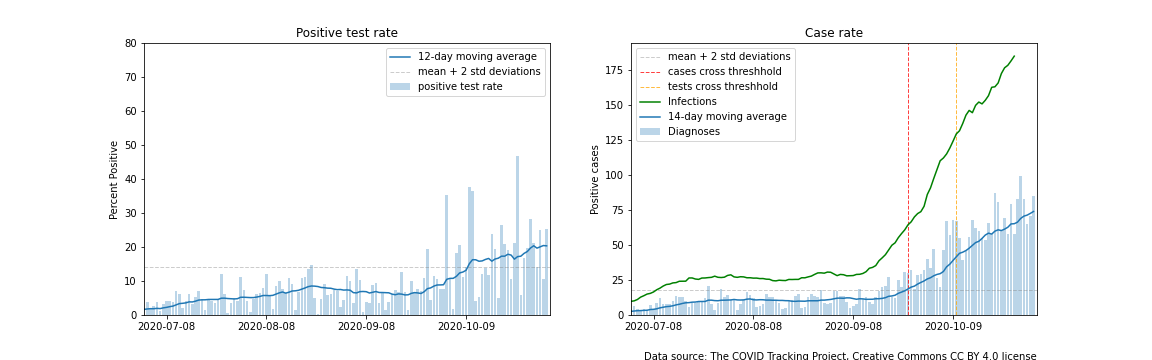 Positive test rate
80
70
60
50
40
30
20
10
0
Percent Positive
12-day moving average
mean + 2 std deviations
positive test rate
2020-07-08
2020-08-08
2020-09-08
2020-10-09
Case rate
175
150
125
100
75
50
25
0
Positive cases
mean + 2 std deviations
cases cross threshhold
tests cross threshhold
Infections
14-day moving average
Diagnoses
2020-07-08
2020-08-08
2020-09-08
2020-10-09
Data source: The COVID Tracking Project, Creative Commons CC BY 4.0 license